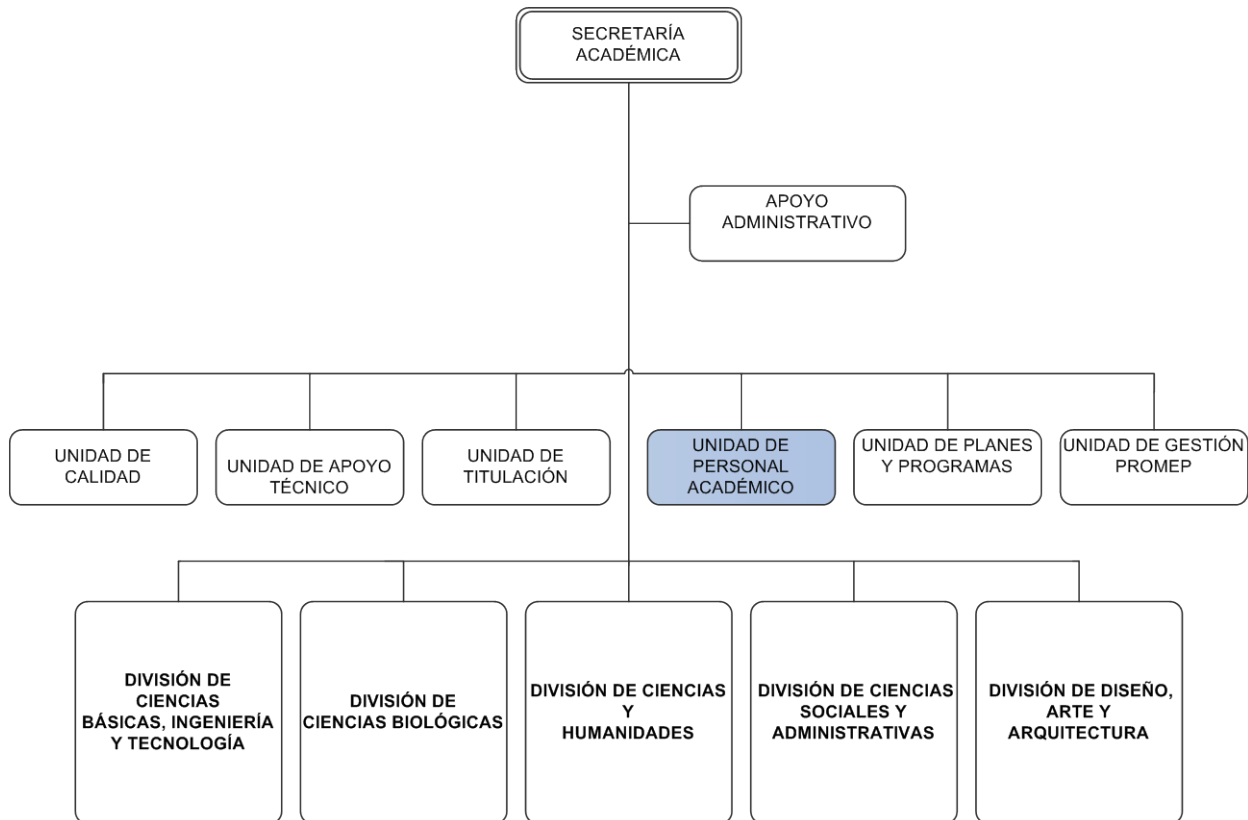 SECRETARÍA
ACADÉMICA
APOYO
ADMINISTRATIVO
UNIDAD DE
CALIDAD
UNIDAD DE APOYO
TÉCNICO
UNIDAD DE
TITULACIÓN
UNIDAD DE
PERSONAL
ACADÉMICO
UNIDAD DE PLANES
Y PROGRAMAS
UNIDAD DE GESTIÓN
PROMEP
DIVISIÓN DE
CIENCIAS
BÁSICAS, INGENIERÍA
Y TECNOLOGÍA
DIVISIÓN DE
CIENCIAS BIOLÓGICAS
DIVISIÓN DE CIENCIAS
Y
HUMANIDADES
DIVISIÓN DE CIENCIAS
SOCIALES Y
ADMINISTRATIVAS
DIVISIÓN DE DISEÑO,
ARTE Y
ARQUITECTURA